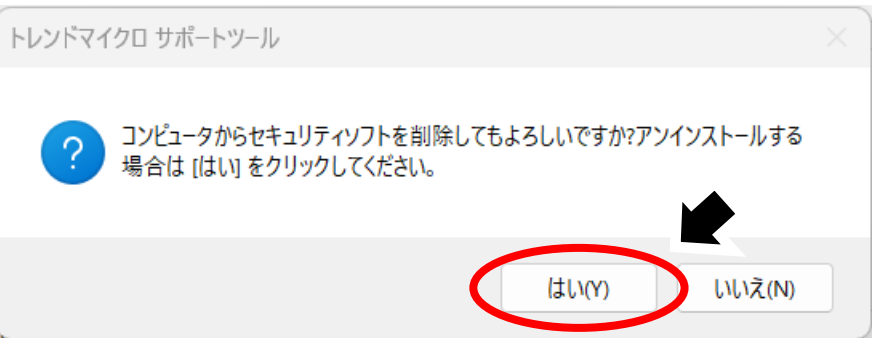 トレンドマイクロ サポートツール
?
コンピュータからセキュリティソフトを削除してもよろしいですか?アンインストールする
場合は [はい] をクリックしてください。
はい(Y)
いいえ(N)